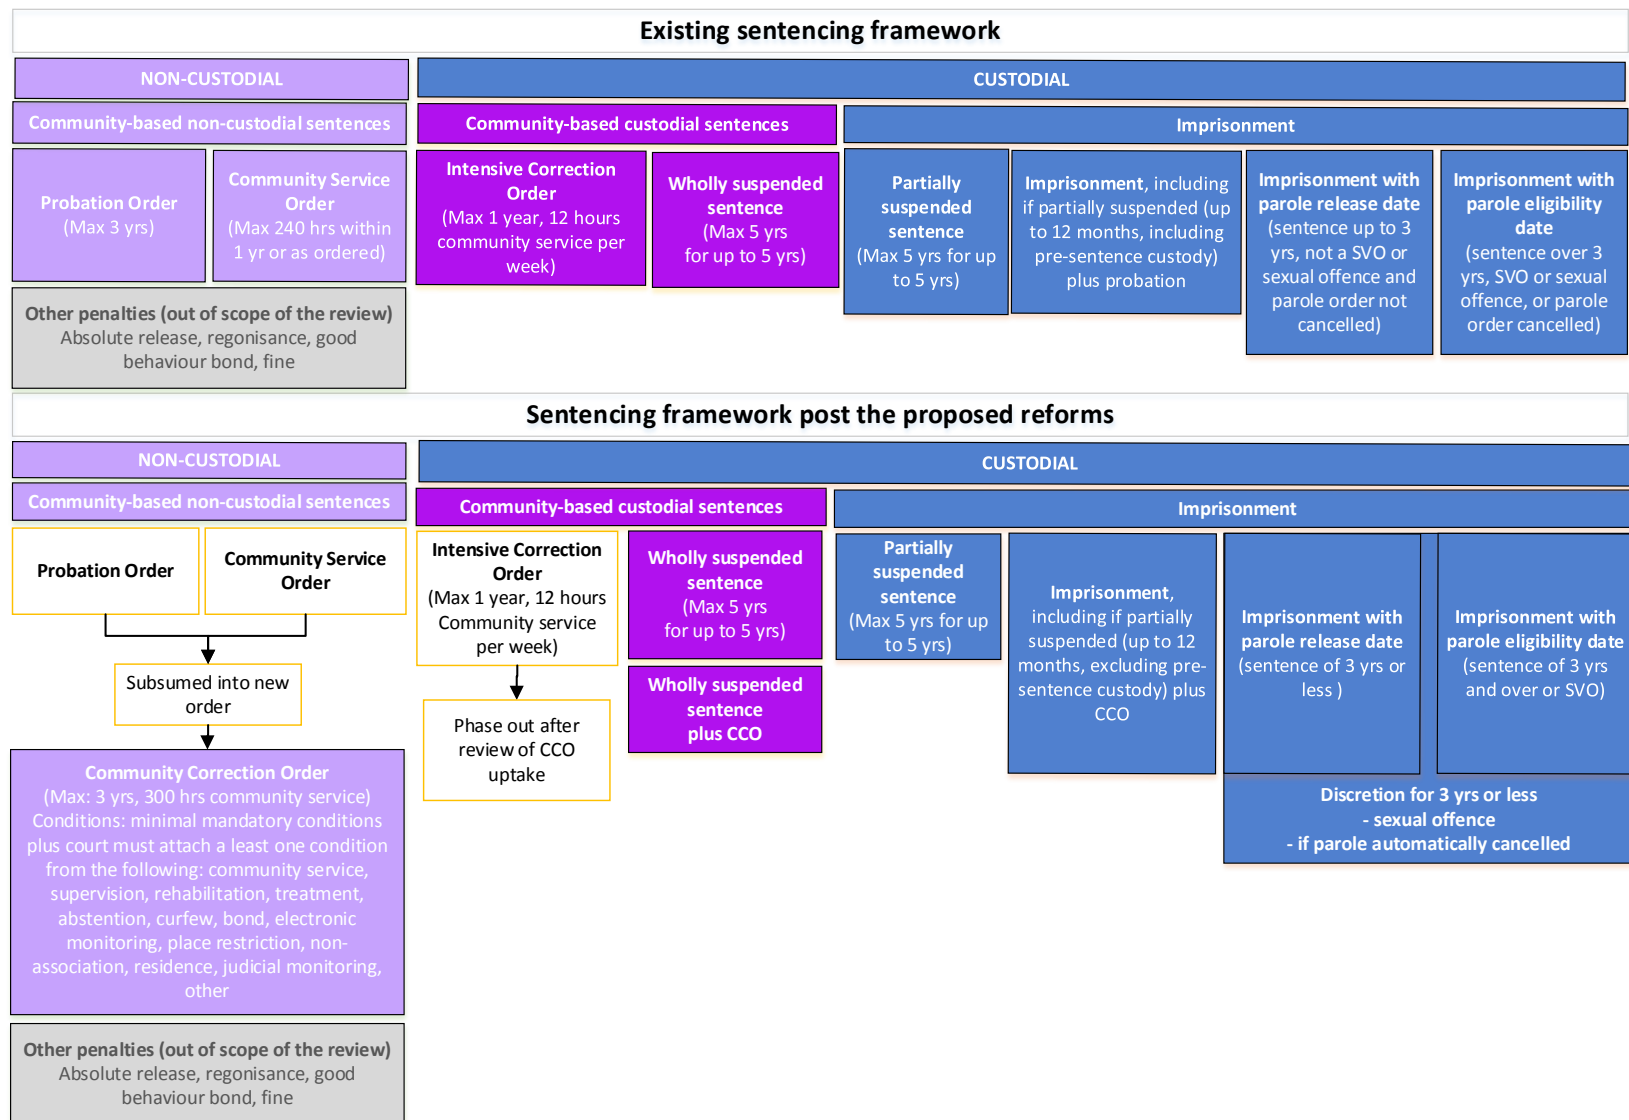 Existing sentencing framework
NON-CUSTODIAL
CUSTODIAL
Community-based non-custodial sentences
Community-based custodial sentences
Imprisonment
Probation Order
(Max 3 yrs)
Community Service
Order
(Max 240 hrs within
1 yr or as ordered)
Intensive Correction
Order
(Max 1 year, 12 hours
community service per
week)
Wholly suspended
sentence
(Max 5 yrs
for up to 5 yrs)
Partially
suspended
sentence
(Max 5 yrs for up
to 5 yrs)
Imprisonment, including
if partially suspended (up
to 12 months, including
pre-sentence custody)
plus probation
Imprisonment with
parole release date
(sentence up to 3
yrs, not a SVO or
sexual offence and
parole order not
cancelled)
Imprisonment with
parole eligibility
date
(sentence over 3
yrs, SVO or sexual
offence, or parole
order cancelled)
Other penalties (out of scope of the review)
Absolute release, regonisance, good
behaviour bond, fine
Sentencing framework post the proposed reforms
NON-CUSTODIAL
CUSTODIAL
Community-based non-custodial sentences
Community-based custodial sentences
Imprisonment
Probation Order
Community Service
Order
Subsumed into new
order
Community Correction Order
(Max: 3 yrs, 300 hrs community service)
Conditions: minimal mandatory conditions
plus court must attach a least one condition
from the following: community service,
supervision, rehabilitation, treatment,
abstention, curfew, bond, electronic
monitoring, place restriction, non-
association, residence, judicial monitoring,
other
Intensive Correction
Order
(Max 1 year, 12 hours
Community service
per week)
Phase out after
review of CCO
uptake
Wholly suspended
sentence
(Max 5 yrs
for up to 5 yrs)
Wholly suspended
sentence
plus CCO
Partially
suspended
sentence
(Max 5 yrs for up
to 5 yrs)
Imprisonment,
including if partially
suspended (up to 12
months, excluding pre-
sentence custody) plus
CCO
Imprisonment with
parole release date
(sentence of 3 yrs or
less )
Imprisonment with
parole eligibility date
(sentence of 3 yrs
and over or SVO)
Discretion for 3 yrs or less
- sexual offence
- if parole automatically cancelled
Other penalties (out of scope of the review)
Absolute release, regonisance, good
behaviour bond, fine